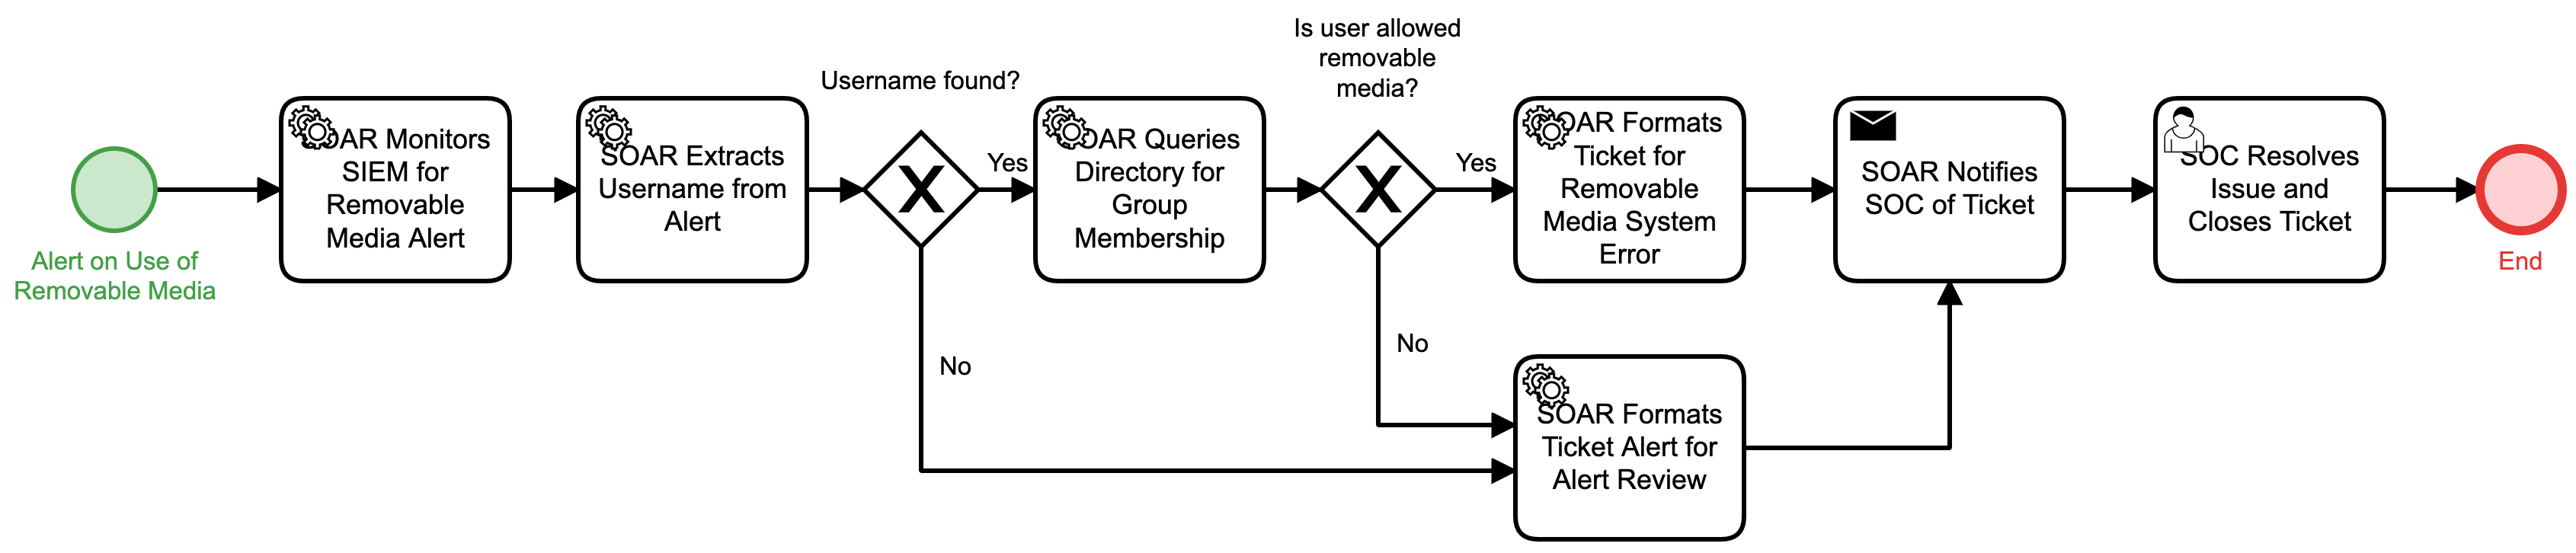 Alert on Use of
Removable Media
SOAR Monitors
SIEM for
Removable
Media Alert
SOAR Extracts
Username from
Alert
Username found?
Yes
No
SOAR Queries
Directory for
Group
Membership
Is user allowed
removable
media?
Yes
No
SOAR Formats
Ticket for
Removable
Media System
Error
SOAR Formats
Ticket Alert for
Alert Review
SOAR Notifies
SOC of Ticket
SOC Resolves
Issue and
Closes Ticket
End